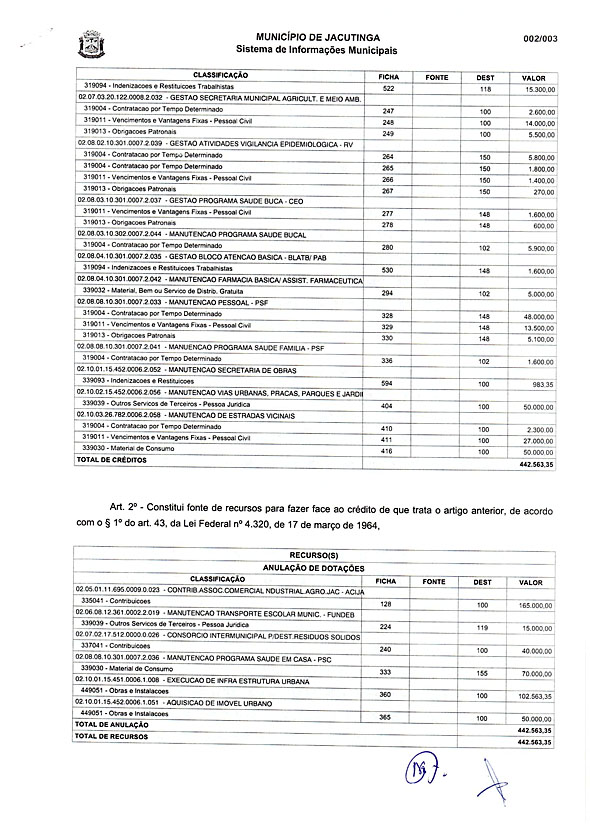 MUNICÍPIO DE JACUTINGA 002/003
Sistema de Informações Municipais
CLASSIFICAÇÃO FICHA FONTE DEST VALOR
319094 - Indenizacoes e Restituicoes Trabalhistas 522 118 15.300,00
02.07.03.20.122.0008.2.032 - GESTAO SECRETARIA MUNICIPAL AGRICULT. E MEIO AMB.
319004 - Contratacao por Tempo Determinado 247 100 2.600,00
319011 - Vencimentos e Vantagens Fixas - Pessoal Civil 248 100 14.000,00
319013 - Obrigacoes Patronais 249 100 5.500,00
02.08.02.10.301.0007.2.039 - GESTAO ATIVIDADES VIGILANCIA EPIDEMIOLOGICA - RV
319004 - Contratacao por Tempo Determinado 264 150 5.800,00
319004 - Contratacao por Tempo Determinado 265 150 1.800,00
319011 - Vencimentos e Vantagens Fixas - Pessoal Civil 266 150 1.400,00
319013 - Obrigacoes Patronais 267 150 270,00
02.08.03.10.301.0007.2.037 - GESTAO PROGRAMA SAUDE BUCA - CEO
319011 - Vencimentos e Vantagens Fixas - Pessoal Civil 277 148 1.600,00
319013 - Obrigacoes Patronais 278 148 600,00
02.08.03.10.302.0007.2.044 - MANUTENCAO PROGRAMA SAUDE BUCAL
319004 - Contratacao por Tempo Determinado 280 102 5.900,00
02.08.04.10.301.0007.2.035 - GESTAO BLOCO ATENCAO BASICA - BLATB/ PAB
319094 - Indenizacoes e Restituicoes Trabalhistas 530 148 1.600,00
02.08.04.10.301.0007.2.042 - MANUTENCAO FARMACIA BASICA/ ASSIST. FARMACEUTICA
339032 - Material, Bem ou Servico de Distrib. Gratuita 294 102 5.000,00
02.08.08.10.301.0007.2.033 - MANUTENCAO PESSOAL - PSF
319004 - Contratacao por Tempo Determinado 328 148 48.000,00
319011 - Vencimentos e Vantagens Fixas - Pessoal Civil 329 148 13.500,00
319013 - Obrigacoes Patronais 330 148 5.100,00
02.08.08.10.301.0007.2.041 - MANUENCAO PROGRAMA SAUDE FAMILIA - PSF
319004 - Contratacao por Tempo Determinado 336 102 1.600,00
02.10.01.15.452.0006.2.052 - MANUTENCAO SECRETARIA DE OBRAS
339093 - Indenizacoes e Restituicoes 594 100 983,35
02.10.02.15.452.0006.2.056 - MANUTENCAO VIAS URBANAS, PRACAS, PARQUES E JARDII
339039 - Outros Servicos de Terceiros - Pessoa Juridica 404 100 50.000,00
02.10.03.26.782.0006.2.058 - MANUTENCAO DE ESTRADAS VICINAIS
319004 - Contratacao por Tempo Determinado 410 100 2.300,00
319011 - Vencimentos e Vantagens Fixas - Pessoal Civil 411 100 27.000,00
339030 - Material de Consumo 416 100 50.000,00
TOTAL DE CRÉDITOS 442.563,35
Art. 2º - Constitui fonte de recursos para fazer face ao crédito de que trata o artigo anterior, de acordo
com o § 1º do art. 43, da Lei Federal nº 4.320, de 17 de março de 1964,
RECURSO(S)
ANULAÇÃO DE DOTAÇÕES
CLASSIFICAÇÃO FICHA FONTE DEST VALOR
02.05.01.11.695.0009.0.023 - CONTRIB.ASSOC.COMERCIAL NDUSTRIAL.AGRO.JAC - ACIJA
335041 - Contribuicoes 128 100 165.000,00
02.06.08.12.361.0002.2.019 - MANUTENCAO TRANSPORTE ESCOLAR MUNIC. - FUNDEB
339039 - Outros Servicos de Terceiros - Pessoa Juridica 224 119 15.000,00
02.07.02.17.512.0000.0.026 - CONSORCIO INTERMUNICIPAL P/DEST.RESIDUOS SOLIDOS
337041 - Contribuicoes 240 100 40.000,00
02.08.08.10.301.0007.2.036 - MANUTENCAO PROGRAMA SAUDE EM CASA - PSC
339030 - Material de Consumo 333 155 70.000,00
02.10.01.15.451.0006.1.008 - EXECUCAO DE INFRA ESTRUTURA URBANA
449051 - Obras e Instalacoes 360 100 102.563,35
02.10.01.15.452.0006.1.051 - AQUISICAO DE IMOVEL URBANO
449051 - Obras e Instalacoes 365 100 50.000,00
TOTAL DE ANULAÇÃO 442.563,35
TOTAL DE RECURSOS 442.563,35